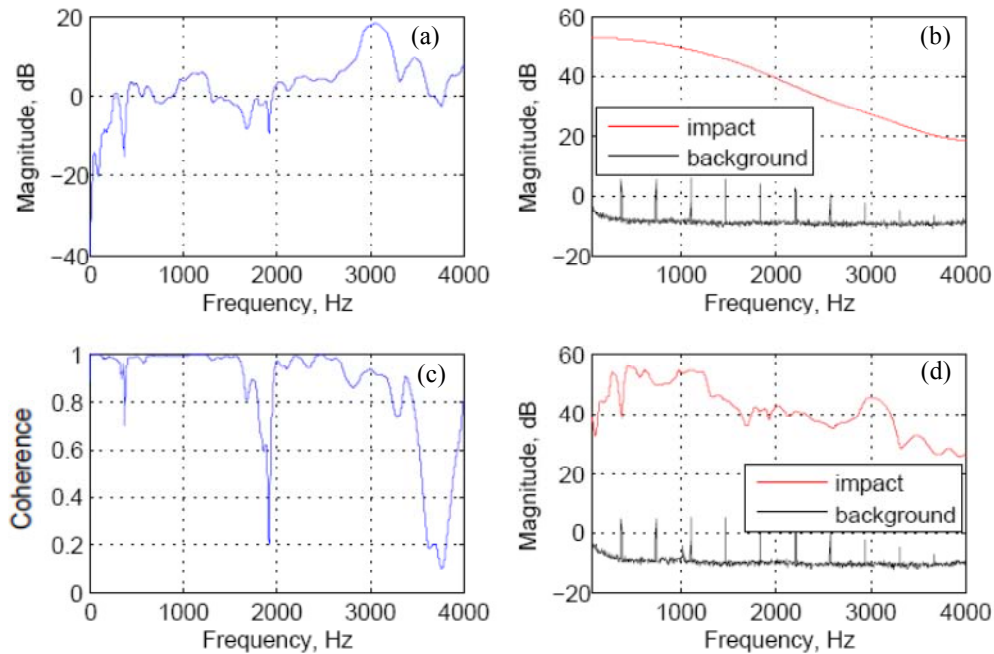 20
0
−20
−40
0
1000
2000
3000
4000
Magnitude, dB
Frequency, Hz
(a)
60
40
20
0
−20
1000
2000
3000
4000
Magnitude, dB
Frequency, Hz
(b)
impact
background
1
0.8
0.6
0.4
0.2
0
0
1000
2000
3000
4000
Coherence
Frequency, Hz
(c)
60
40
20
0
−20
1000
2000
3000
4000
Magnitude, dB
Frequency, Hz
(d)
impact
background